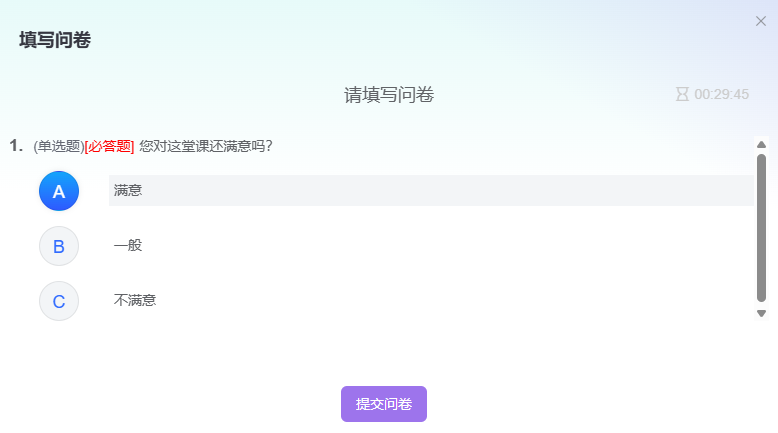 填写问卷
请填写问卷
00:29:45
1. (单选题)[必答题] 您对这堂课还满意吗?
A 满意
B 一般
C 不满意
提交问卷